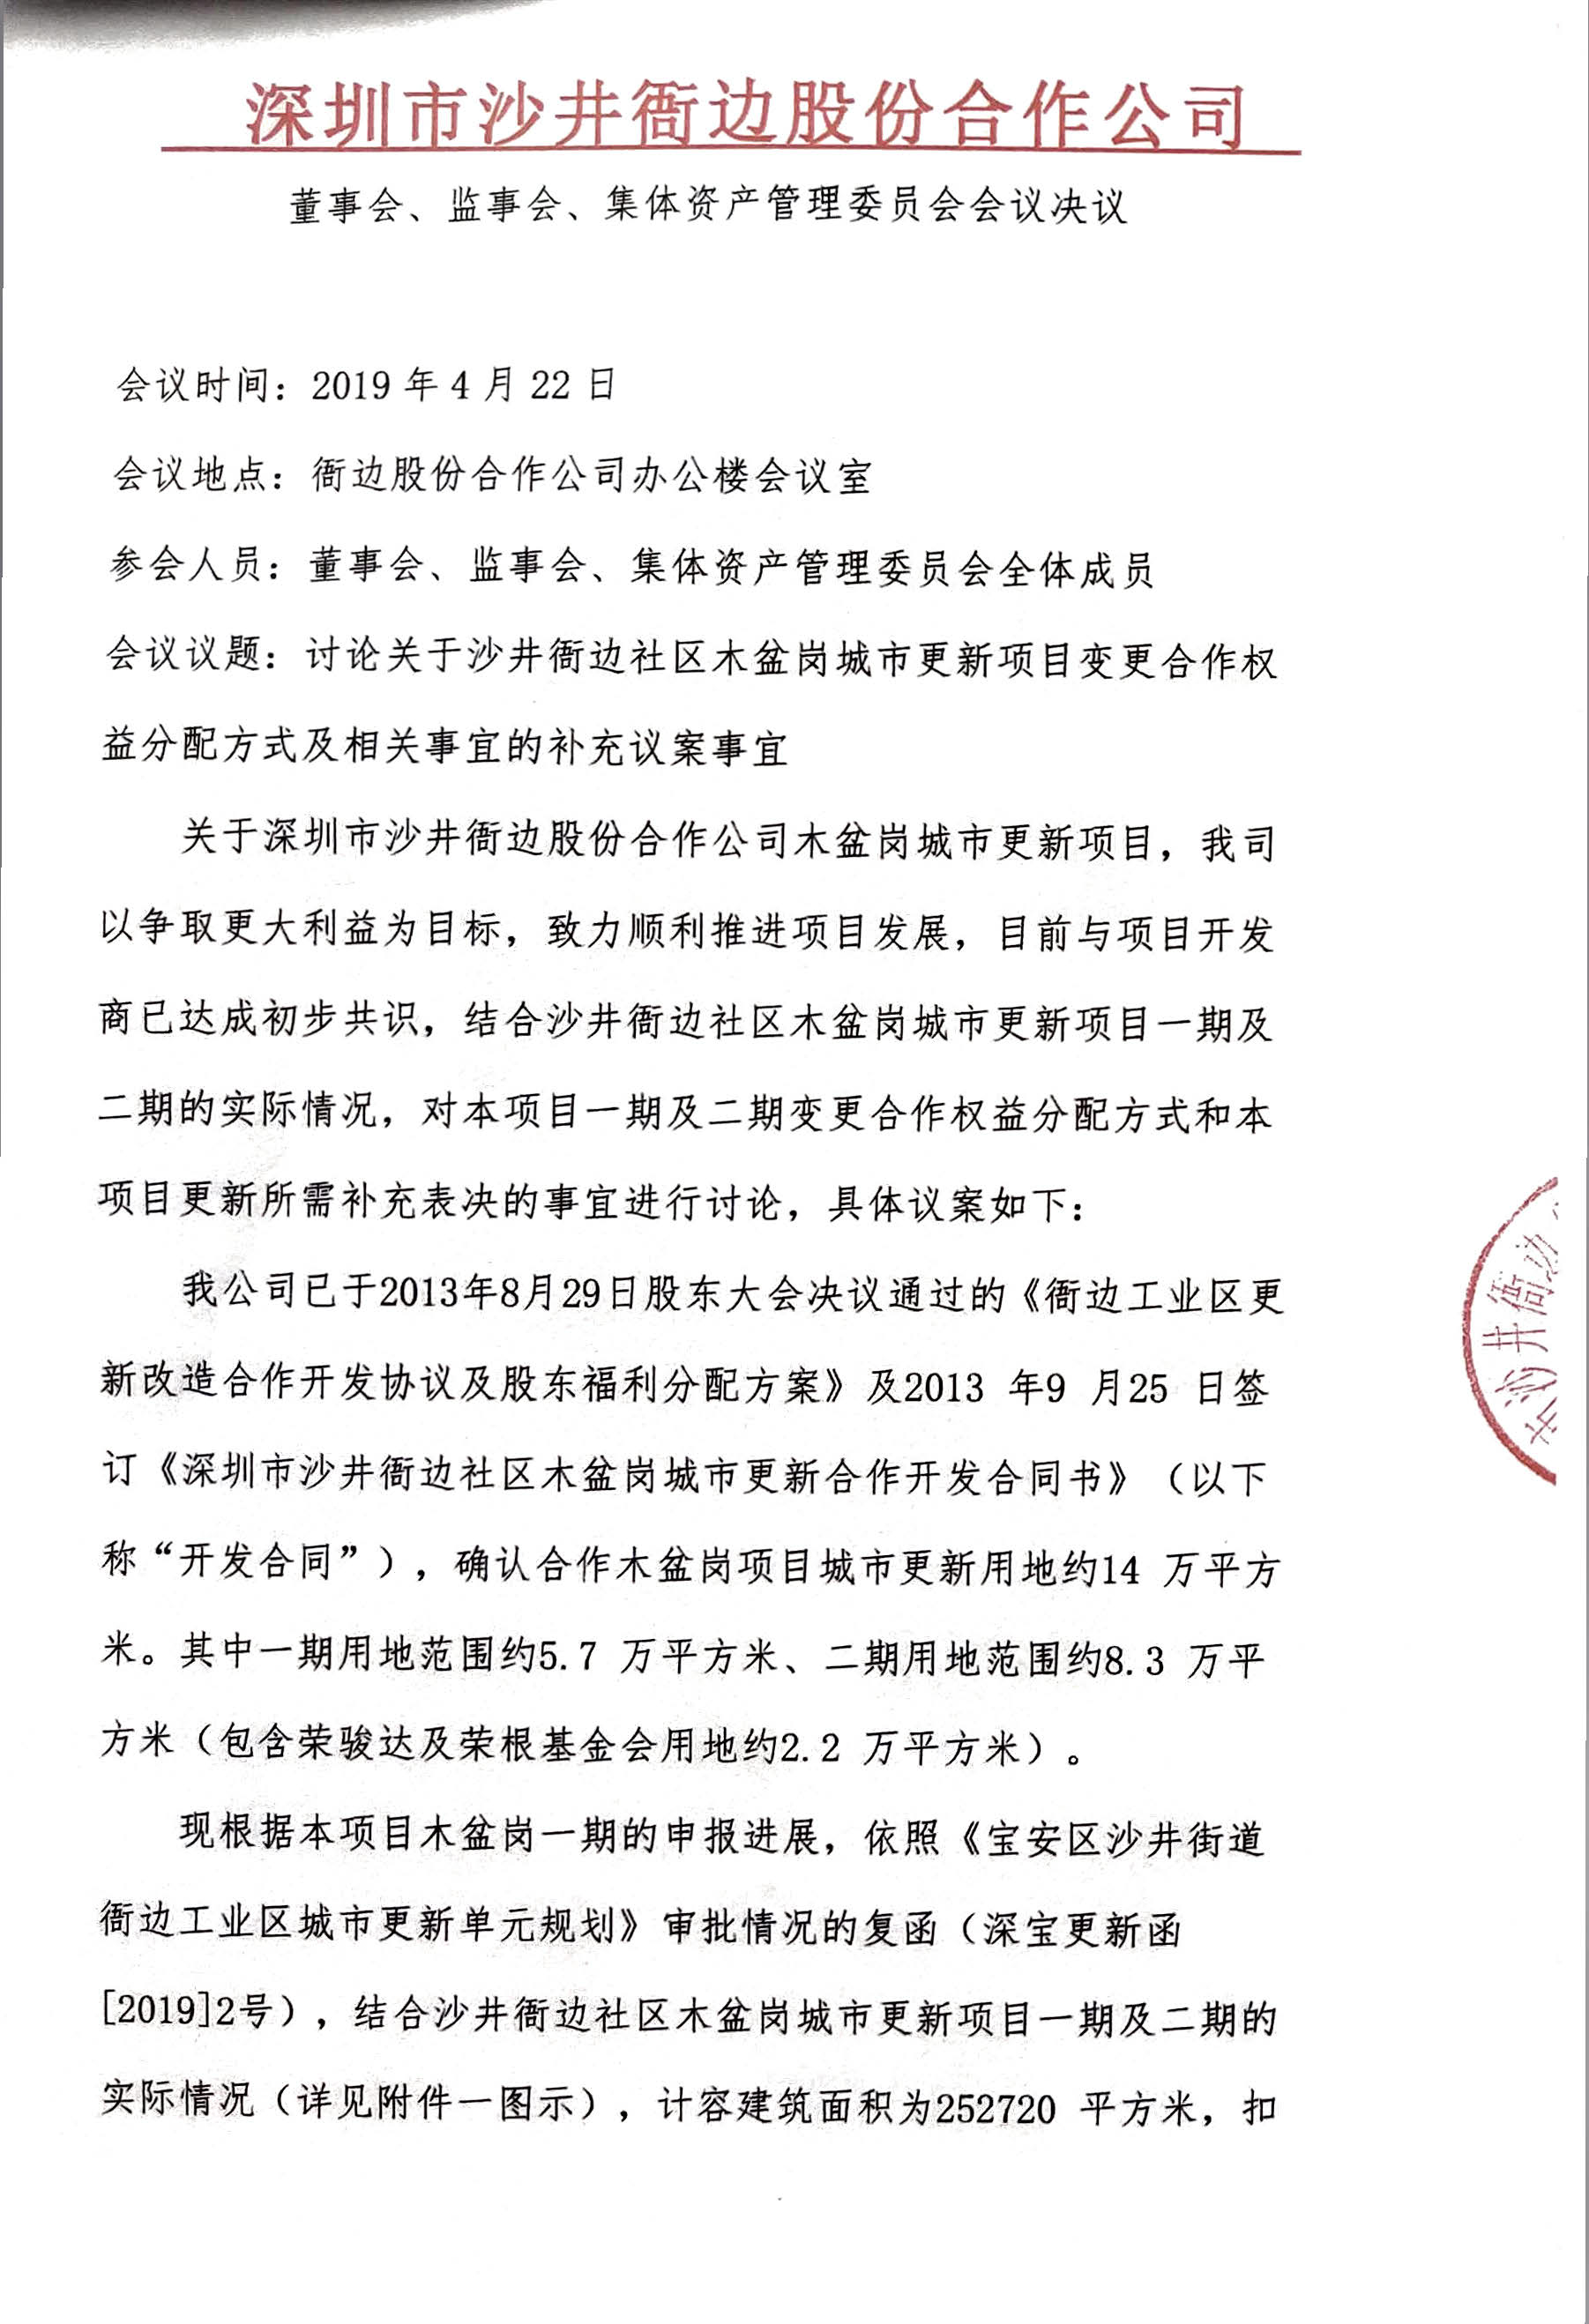 深圳市沙井衙边股份合作公司
董事会、监事会、集体资产管理委员会会议决议
会议时间：2019 年 4 月 22 日
会议地点：衙边股份合作公司办公楼会议室
参会人员：董事会、监事会、集体资产管理委员会全体成员
会议议题：讨论关于沙井衙边社区木盆岗城市更新项目变更合作权
益分配方式及相关事宜的补充议案事宜
关于深圳市沙井衙边股份合作公司木盆岗城市更新项目，我司
以争取更大利益为目标，致力顺利推进项目发展，目前与项目开发
商已达成初步共识，结合沙井衙边社区木盆岗城市更新项目一期及
二期的实际情况，对本项目一期及二期变更合作权益分配方式和本
项目更新所需补充表决的事宜进行讨论，具体议案如下：
我公司已于2013年8月29日股东大会决议通过的《衙边工业区更
新改造合作开发协议及股东福利分配方案》及2013 年9 月25 日签
订《深圳市沙井衙边社区木盆岗城市更新合作开发合同书》（以下
称“开发合同”），确认合作木盆岗项目城市更新用地约14 万平方
米。其中一期用地范围约5.7 万平方米、二期用地范围约8.3 万平
方米（包含荣骏达及荣根基金会用地约2.2 万平方米）。
现根据本项目木盆岗一期的申报进展，依照《宝安区沙井街道
衙边工业区城市更新单元规划》审批情况的复函（深宝更新函
[2019]2号），结合沙井衙边社区木盆岗城市更新项目一期及二期的
实际情况（详见附件一图示），计容建筑面积为252720 平方米，扣
市沙井衙边